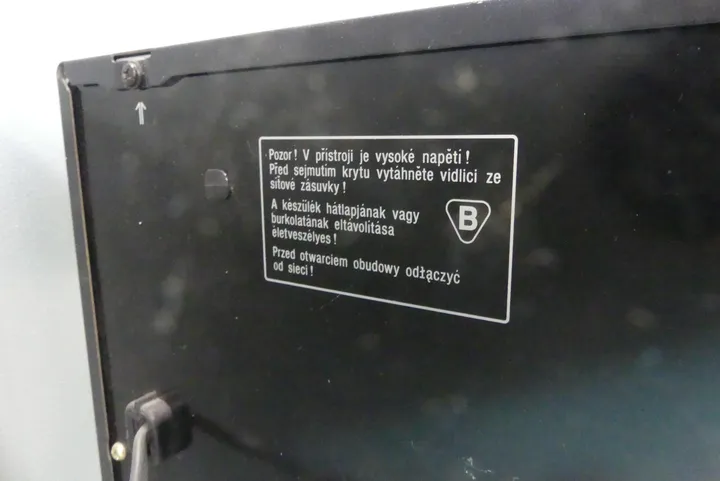 Pozor! V přístroji je vysoké napětí!
Před sejmutím krytu vytáhněte vidlici ze
síťové zásuvky!
A készülék hátlapjának vagy
burkolatának eltávolítása
életveszélyes!
B
Przed otwarciem obudowy odłączyć
od sieci!